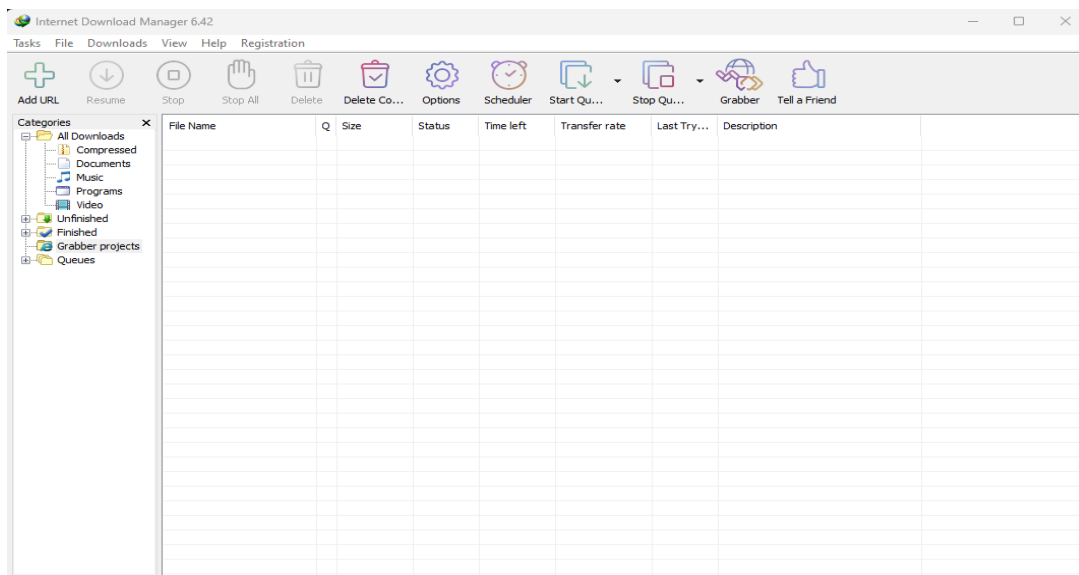 Internet Download Manager 6.42
Tasks File Downloads View Help Registration
Add URL Resume Stop Stop All Delete Delete Co... Options Scheduler Start Qu... Stop Qu... Grabber Tell a Friend
Categories
File Name Q Size Status Time left Transfer rate Last Try... Description
All Downloads
Compressed
Documents
Music
Programs
Video
Unfinished
Finished
Grabber projects
Queues